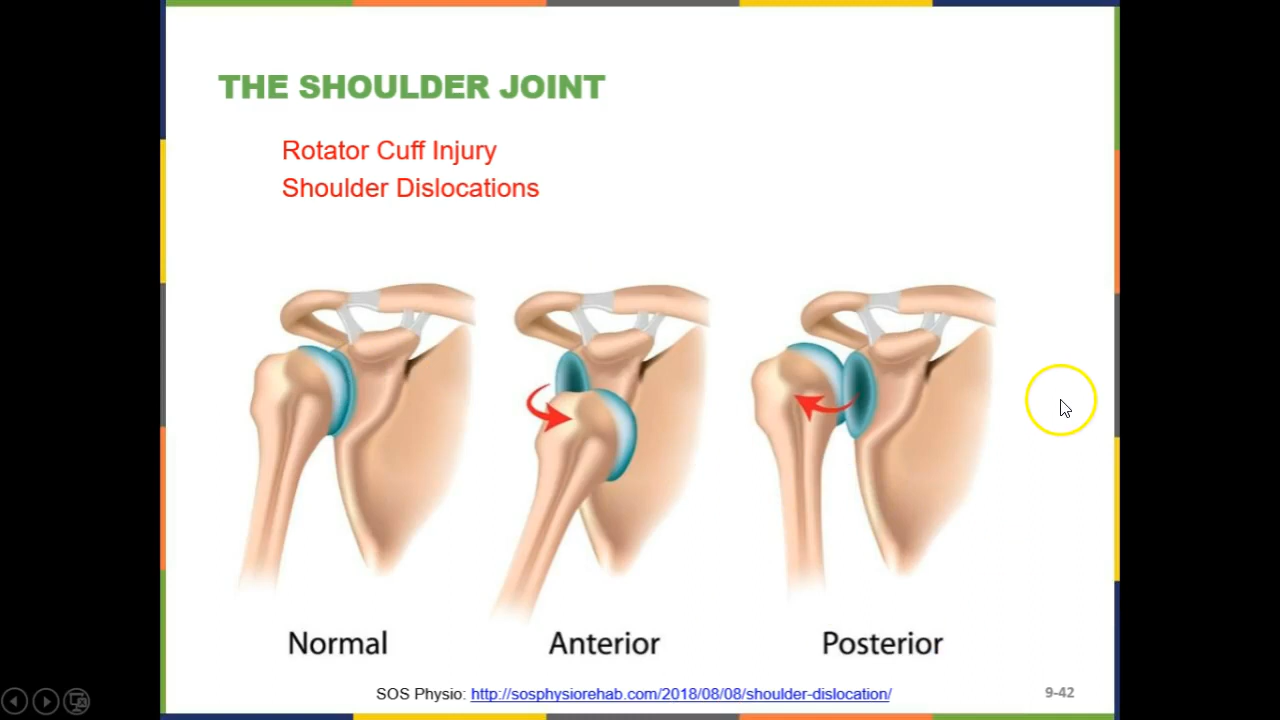 THE SHOULDER JOINT
Rotator Cuff Injury
Shoulder Dislocations
Normal
Anterior
Posterior
SOS Physio: http://sosphysiorehab.com/2018/08/08/shoulder-dislocation/
9-42